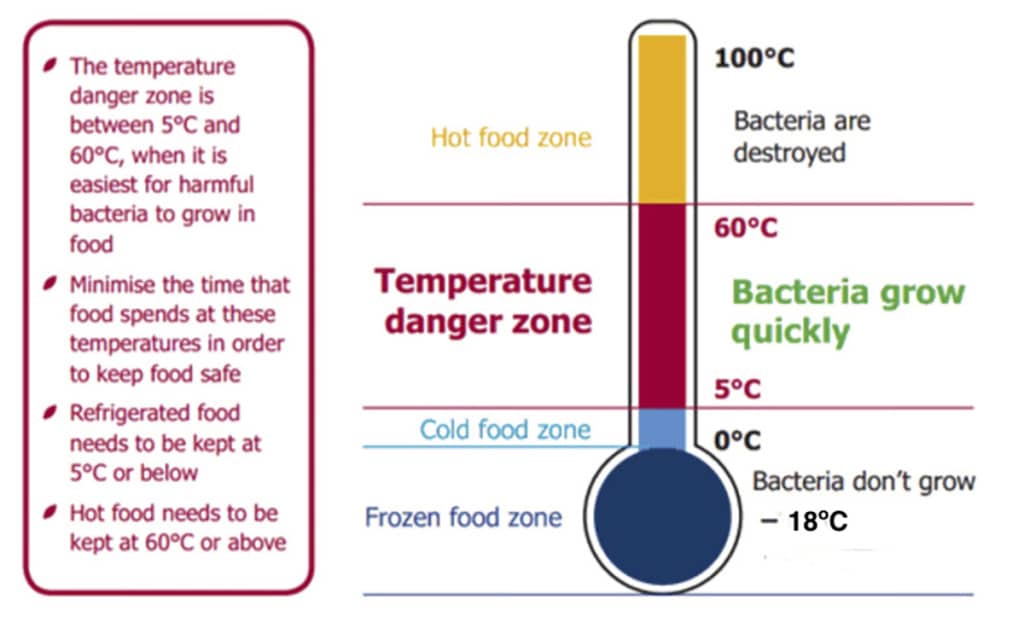 The temperature
danger zone is
between 5°C and
60°C, when it is
easiest for harmful
bacteria to grow in
food
Minimise the time that
food spends at these
temperatures in order
to keep food safe
Refrigerated food
needs to be kept at
5°C or below
Hot food needs to be
kept at 60°C or above
100°C
Hot food zone
Bacteria are
destroyed
60°C
Temperature
danger zone
Bacteria grow
quickly
5°C
Cold food zone
0°C
Bacteria don’t grow
Frozen food zone
– 18°C